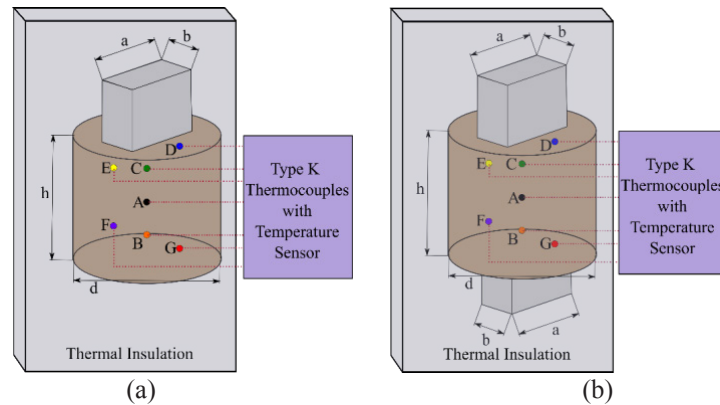 a
b
D
E
C
h
A
F
B
G
d
Type K
Thermocouples
with
Temperature
Sensor
Thermal Insulation
(a)
a
b
D
E
C
h
A
F
B
G
d
b
a
Type K
Thermocouples
with
Temperature
Sensor
Thermal Insulation
(b)